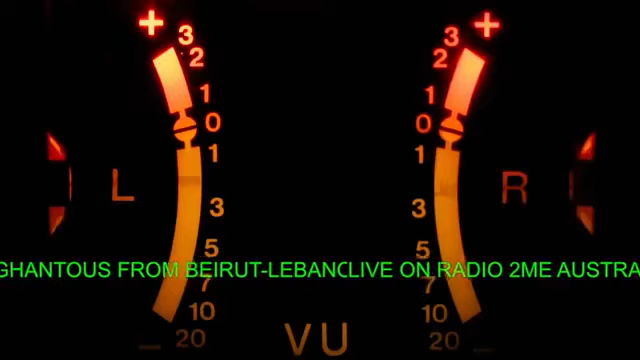 + 3 3 +
2 2
1 1
0 0
1 1
L R
3 3
5 5
GHANTOUS FROM BEIRUT-LEBANCLIVE ON RADIO 2ME AUSTRA
7 7
10 10
– 20 20 –
VU